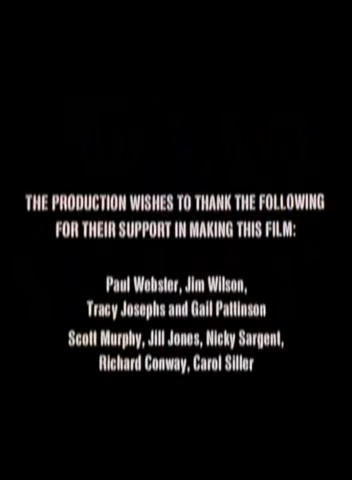 THE PRODUCTION WISHES TO THANK THE FOLLOWING
FOR THEIR SUPPORT IN MAKING THIS FILM:
Paul Webster, Jim Wilson,
Tracy Josephs and Gail Pattinson
Scott Murphy, Jill Jones, Nicky Sargent,
Richard Conway, Carol Siller